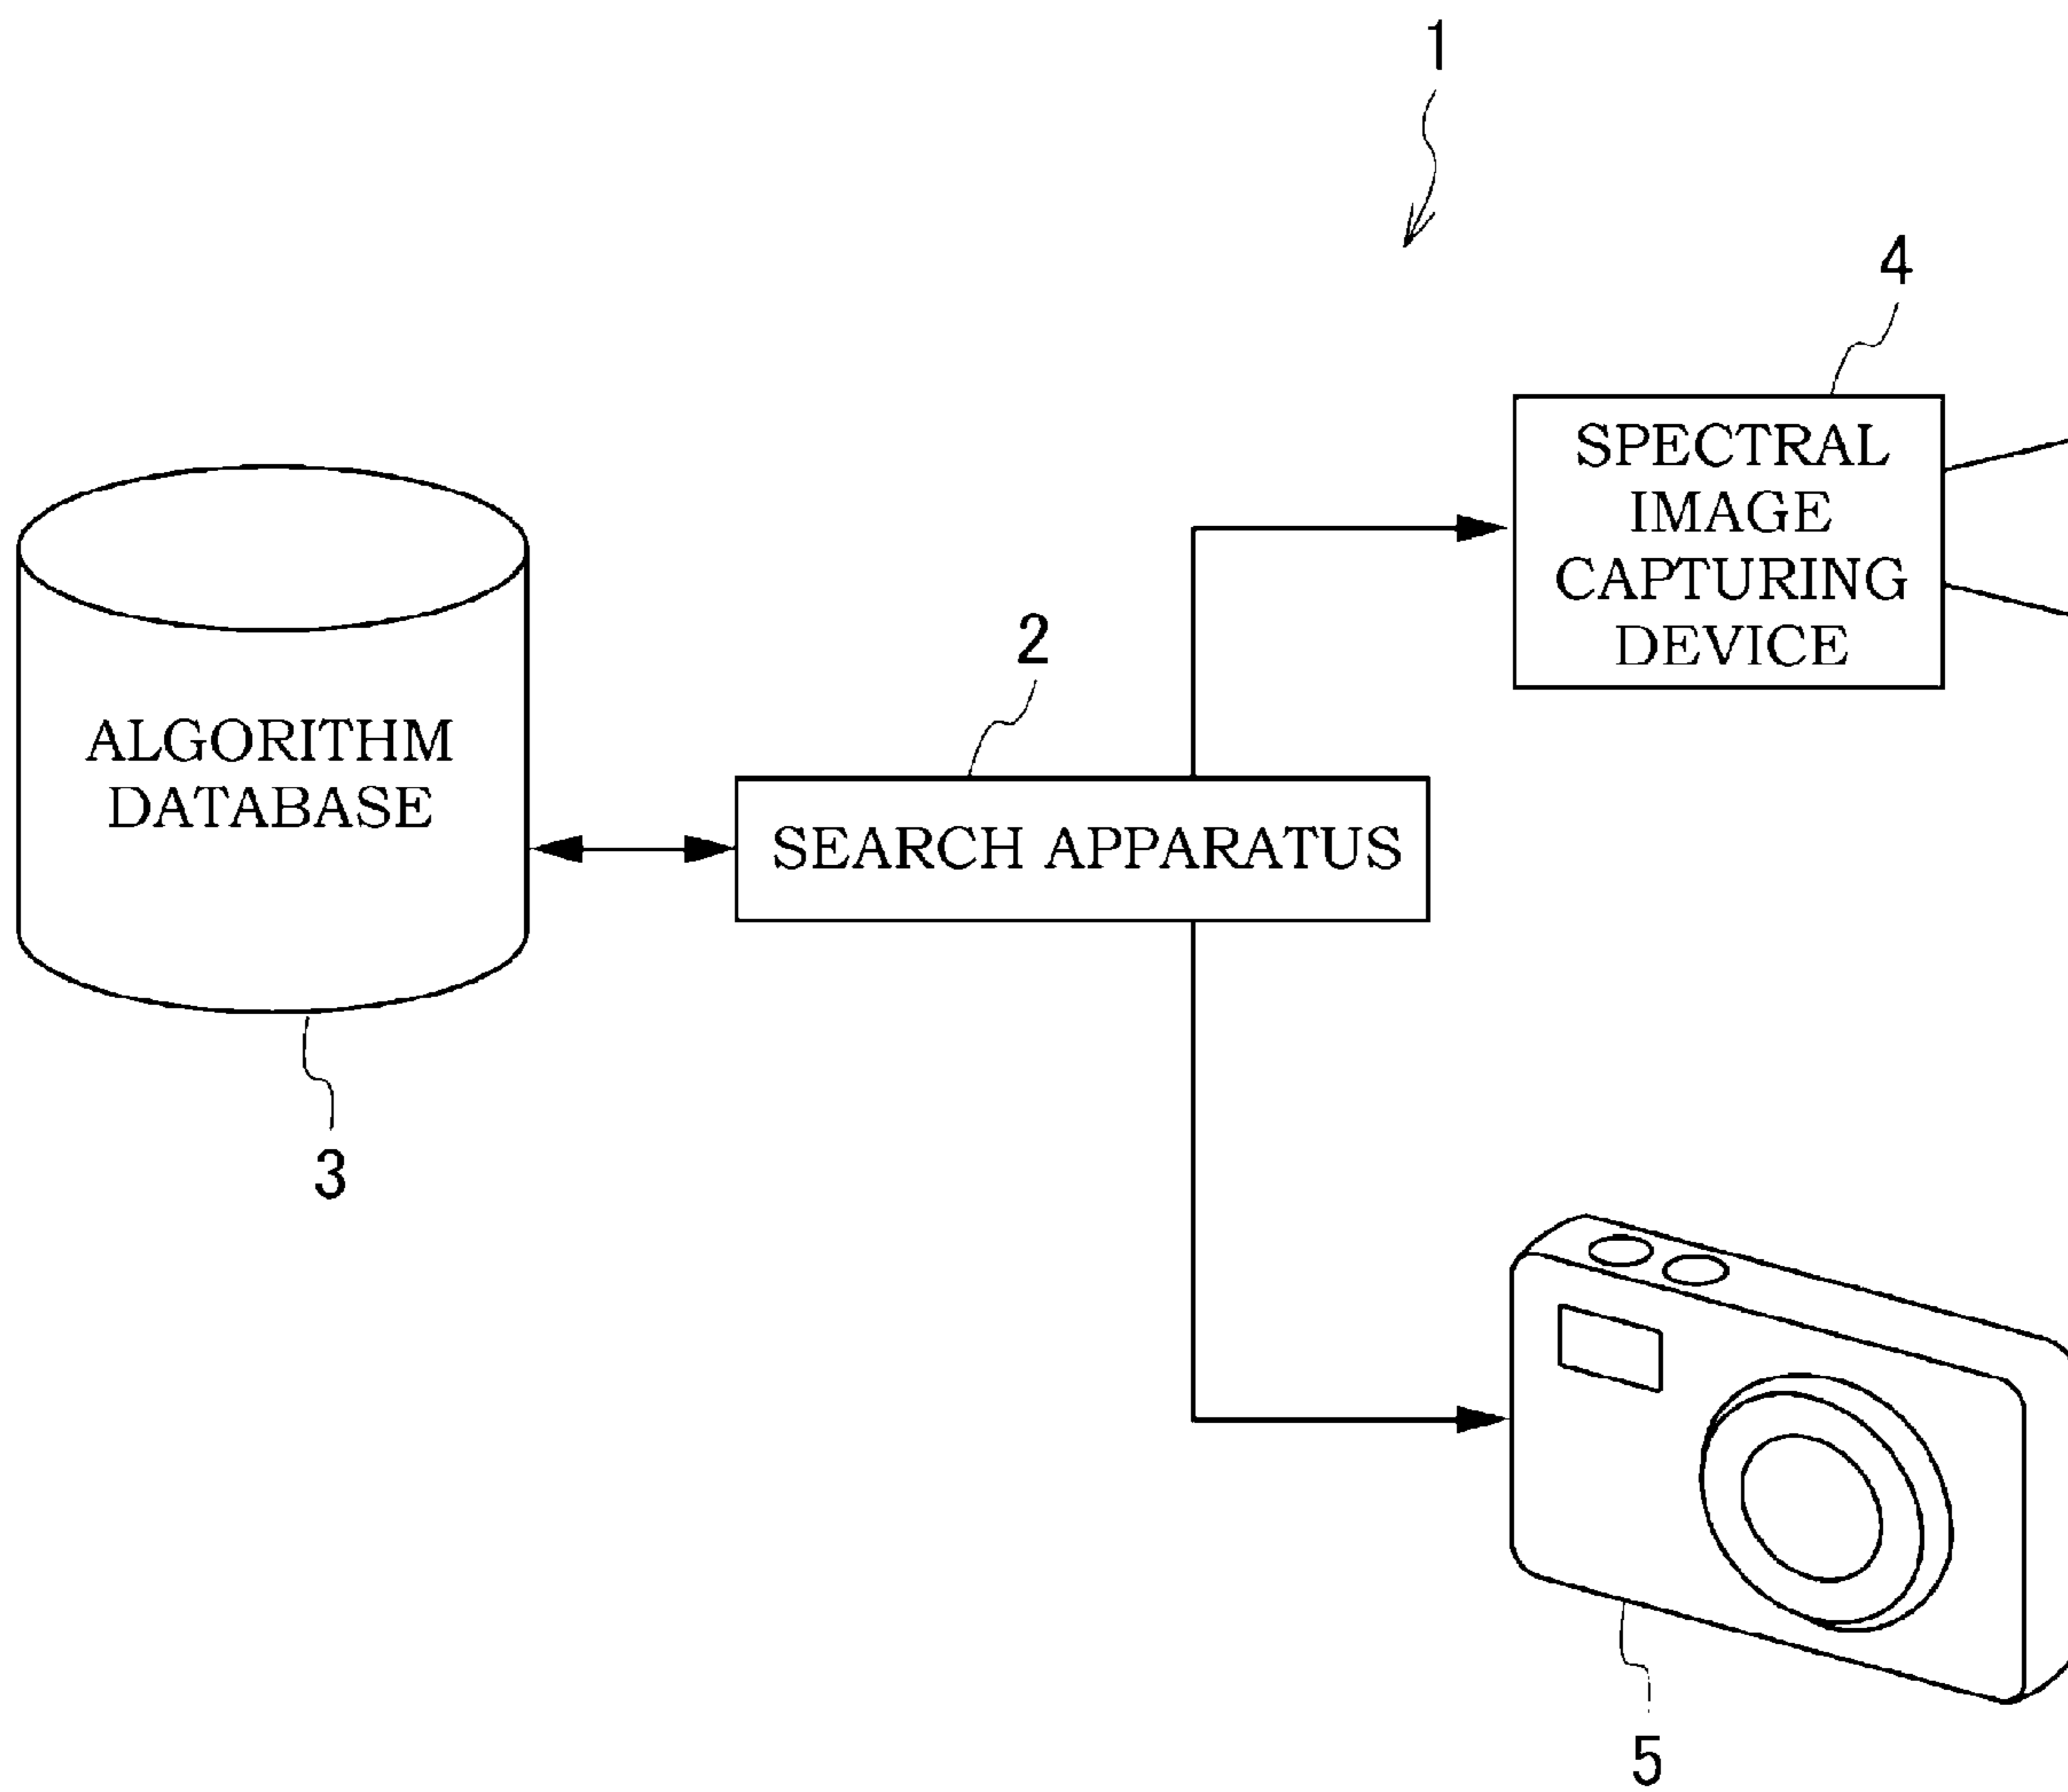 1
4
SPECTRAL
IMAGE
CAPTURING
DEVICE
2
ALGORITHM
DATABASE
SEARCH APPARATUS
3
5